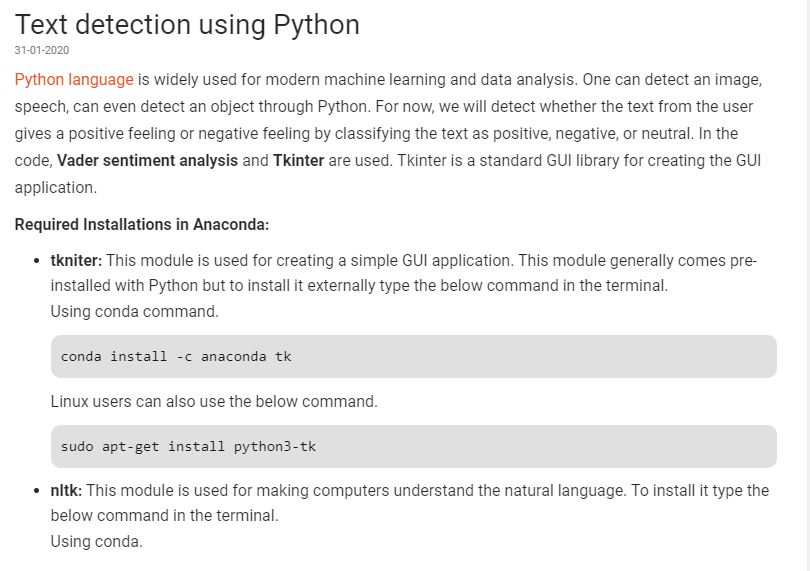 Text detection using Python
31-01-2020
Python language is widely used for modern machine learning and data analysis. One can detect an image,
speech, can even detect an object through Python. For now, we will detect whether the text from the user
gives a positive feeling or negative feeling by classifying the text as positive, negative, or neutral. In the
code, Vader sentiment analysis and Tkinter are used. Tkinter is a standard GUI library for creating the GUI
application.
Required Installations in Anaconda:
• tkniter: This module is used for creating a simple GUI application. This module generally comes pre-
installed with Python but to install it externally type the below command in the terminal.
Using conda command.
conda install -c anaconda tk
Linux users can also use the below command.
sudo apt-get install python3-tk
• nltk: This module is used for making computers understand the natural language. To install it type the
below command in the terminal.
Using conda.